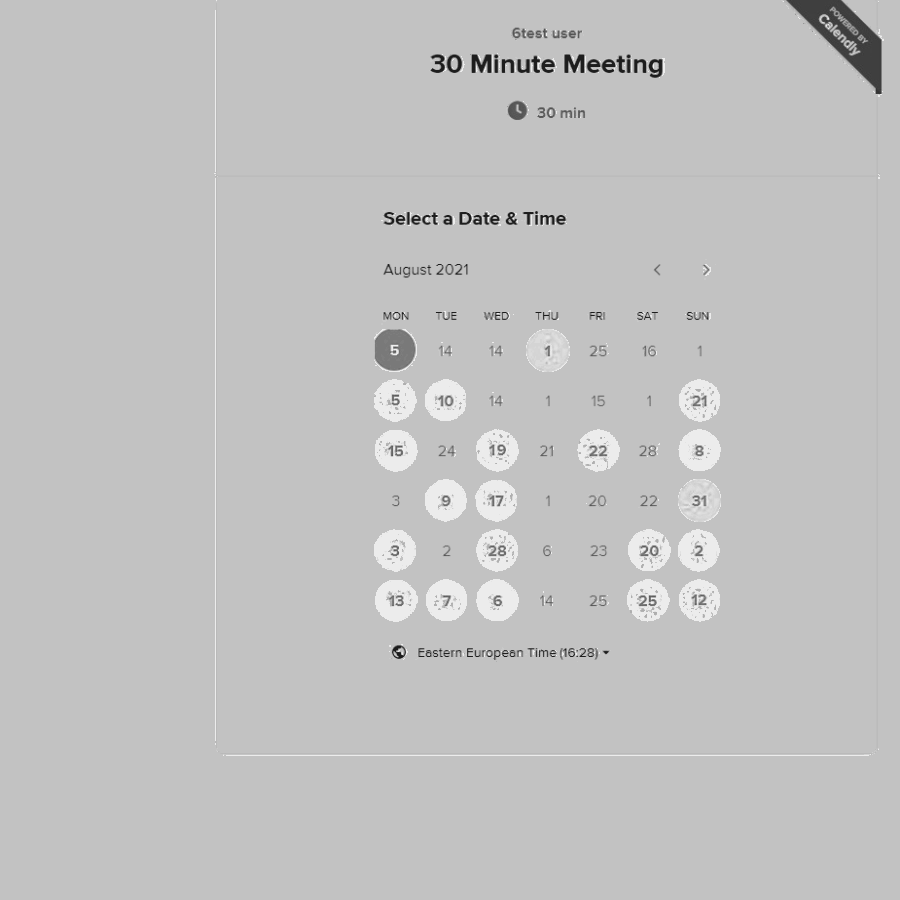 POWERED BY
Calendly
6test user
30 Minute Meeting
30 min
Select a Date & Time
August 2021
MON TUE WED THU FRI SAT SUN
5 14 14 1 25 16 1
5 10 14 1 15 1 21
15 24 19 21 22 28 8
3 9 17 1 20 22 31
3 2 28 6 23 20 2
13 7 6 14 25 25 12
Eastern European Time (16:28)